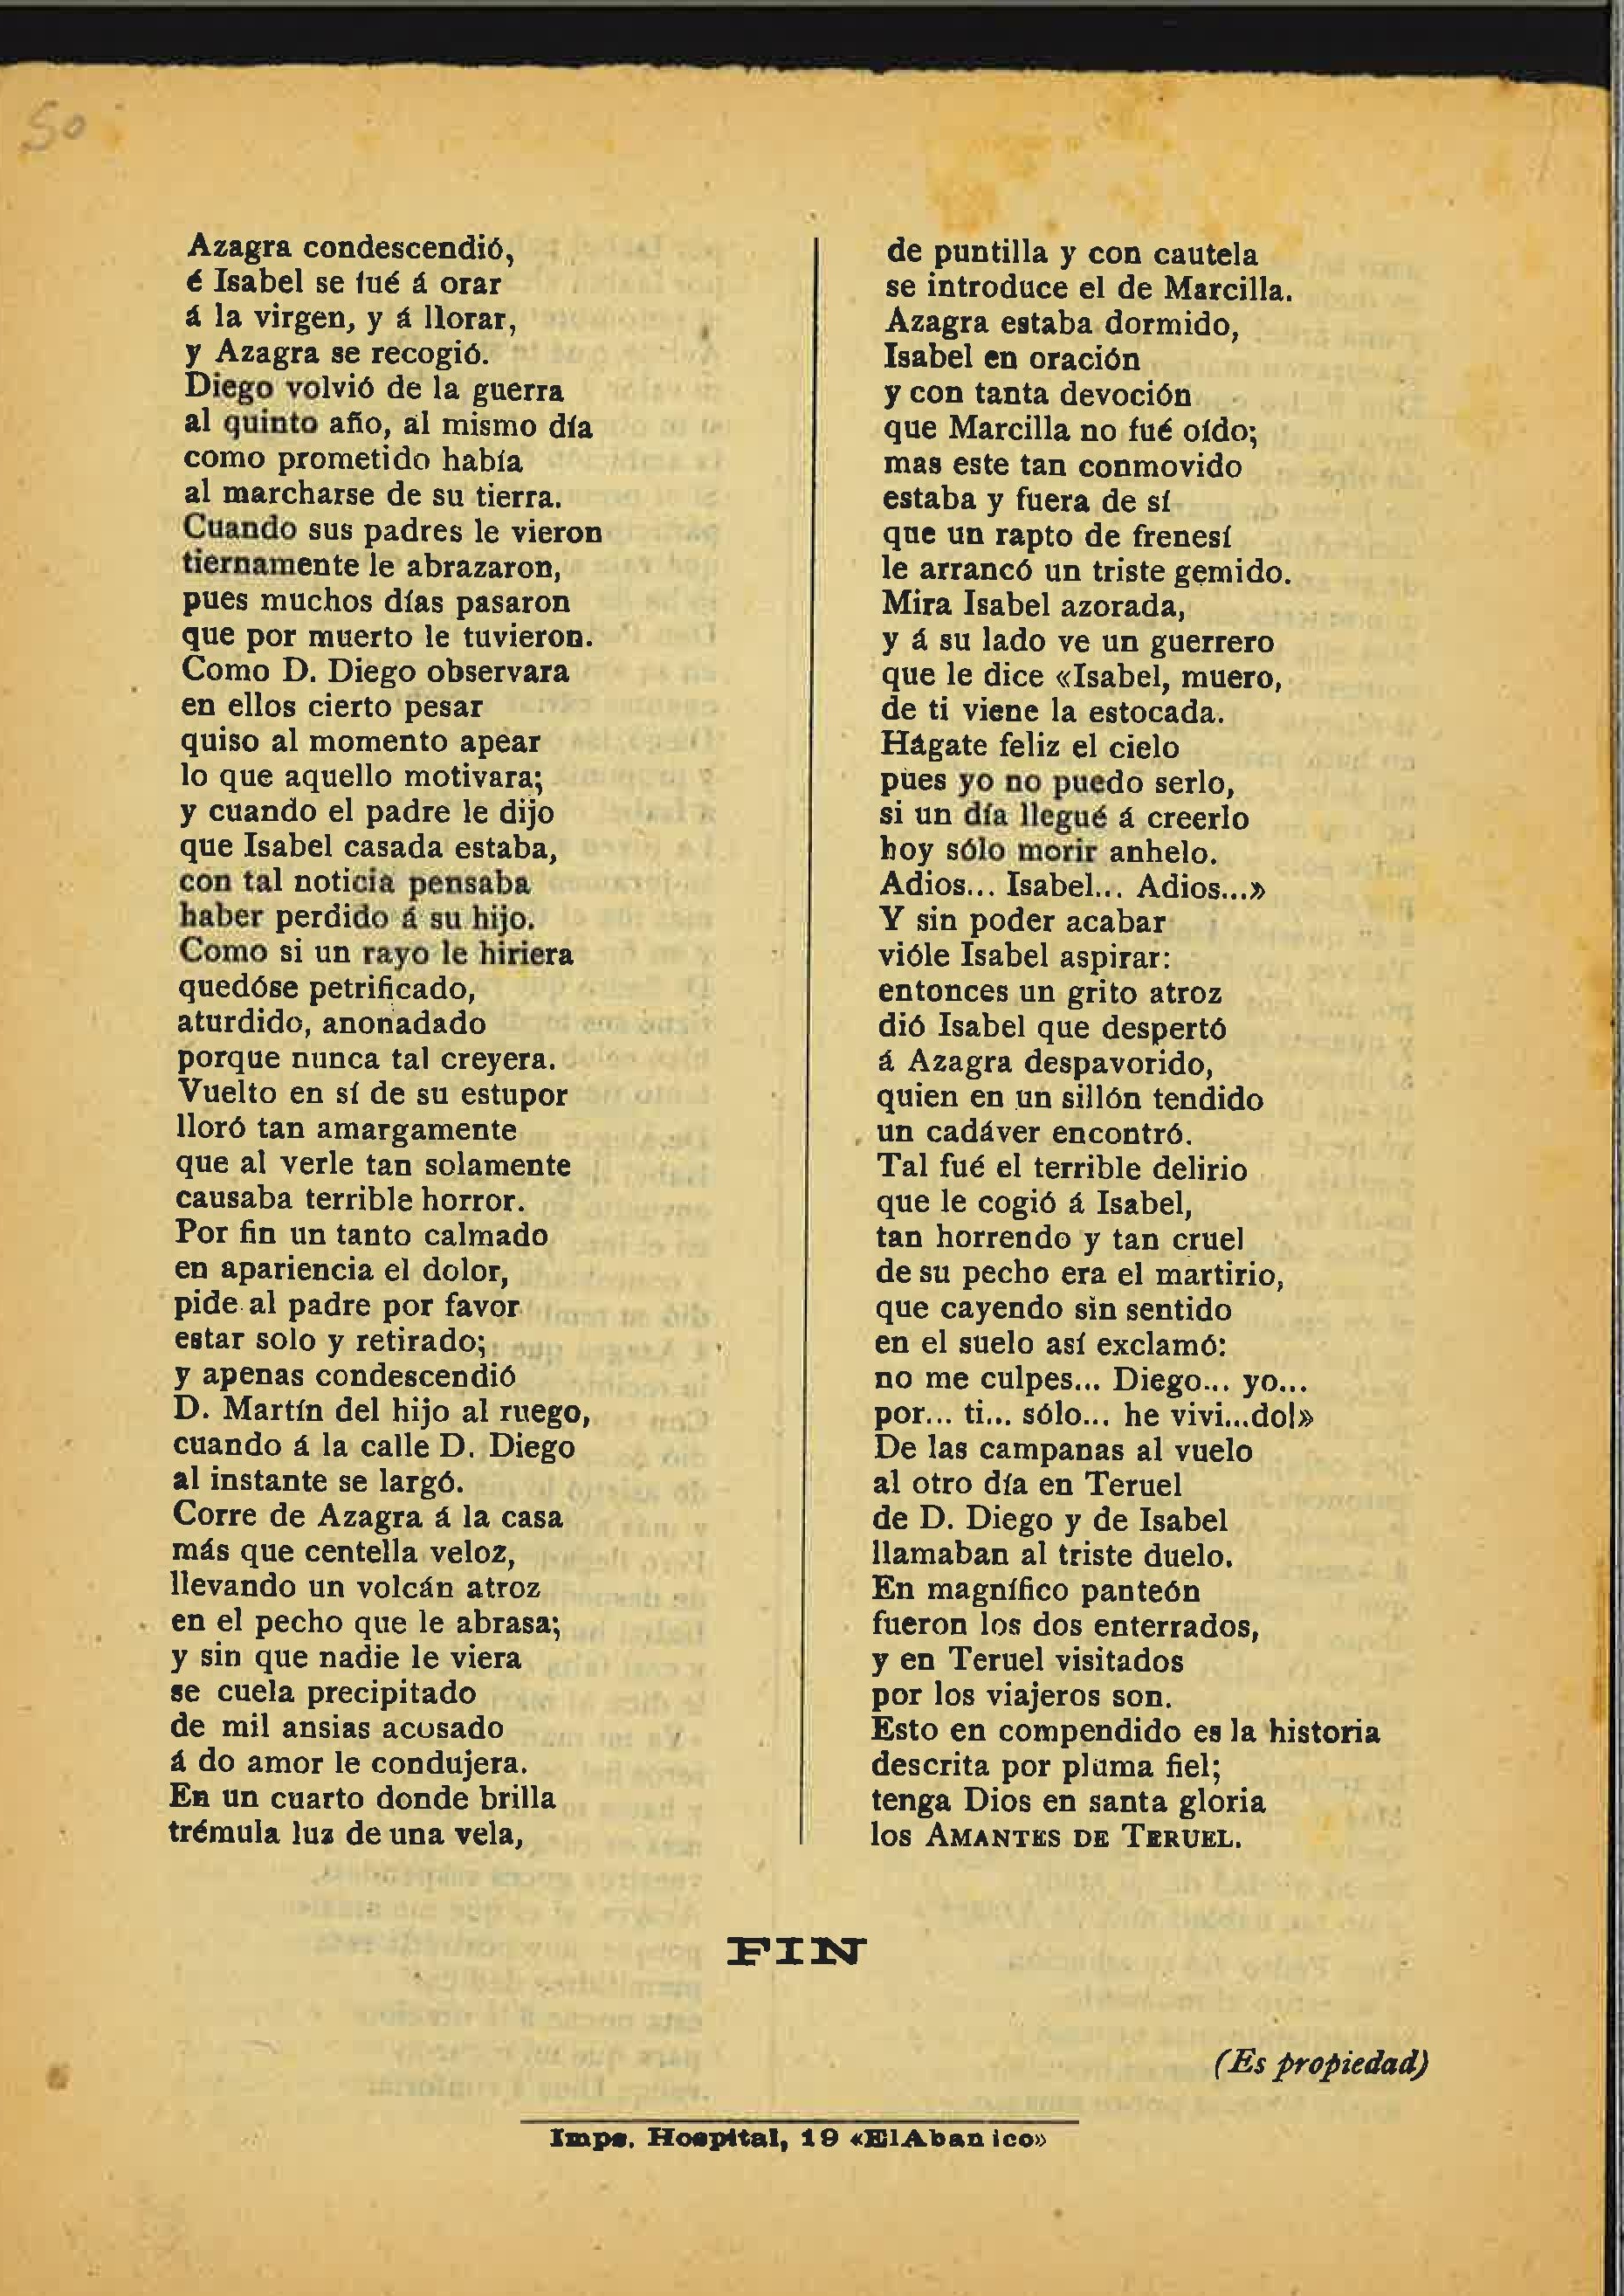 50
Azagra condescendió,
é Isabel se fué á orar
á la virgen, y á llorar,
y Azagra se recogió.
Diego volvió de la guerra
al quinto año, al mismo día
como prometido había
al marcharse de su tierra.
Cuando sus padres le vieron
tiernamente le abrazaron,
pues muchos días pasaron
que por muerto le tuvieron.
Como D. Diego observara
en ellos cierto pesar
quiso al momento apear
lo que aquello motivara;
y cuando el padre le dijo
que Isabel casada estaba,
con tal noticia pensaba
haber perdido á su hijo.
Como si un rayo le hiriera
quedóse petrificado,
aturdido, anonadado
porque nunca tal creyera.
Vuelto en sí de su estupor
lloró tan amargamente
que al verle tan solamente
causaba terrible horror.
Por fin un tanto calmado
en apariencia el dolor,
pide al padre por favor
estar solo y retirado;
y apenas condescendió
D. Martín del hijo al ruego,
cuando á la calle D. Diego
al instante se largó.
Corre de Azagra á la casa
más que centella veloz,
llevando un volcán atroz
en el pecho que le abrasa;
y sin que nadie le viera
se cuela precipitado
de mil ansias acusado
á do amor le condujera.
En un cuarto donde brilla
trémula luz de una vela,
de puntilla y con cautela
se introduce el de Marcilla.
Azagra estaba dormido,
Isabel en oración
y con tanta devoción
que Marcilla no fué oído;
mas este tan conmovido
estaba y fuera de sí
que un rapto de frenesí
le arrancó un triste gemido.
Mira Isabel azorada,
y á su lado ve un guerrero
que le dice «Isabel, muero,
de ti viene la estocada.
Hágate feliz el cielo
pues yo no puedo serlo,
si un día llegué á creerlo
hoy sólo morir anhelo.
Adios... Isabel... Adios...»
Y sin poder acabar
vióle Isabel aspirar:
entonces un grito atroz
dió Isabel que despertó
á Azagra despavorido,
quien en un sillón tendido
un cadáver encontró.
Tal fué el terrible delirio
que le cogió á Isabel,
tan horrendo y tan cruel
de su pecho era el martirio,
que cayendo sin sentido
en el suelo así exclamó:
no me culpes... Diego... yo...
por... ti... sólo... he vivi...do!»
De las campanas al vuelo
al otro día en Teruel
de D. Diego y de Isabel
llamaban al triste duelo.
En magnífico panteón
fueron los dos enterrados,
y en Teruel visitados
por los viajeros son.
Esto en compendido es la historia
descrita por pluma fiel;
tenga Dios en santa gloria
los AMANTES DE TERUEL.
FIN
(Es propiedad)
Imps. Hospital, 19 «ElAbanico»